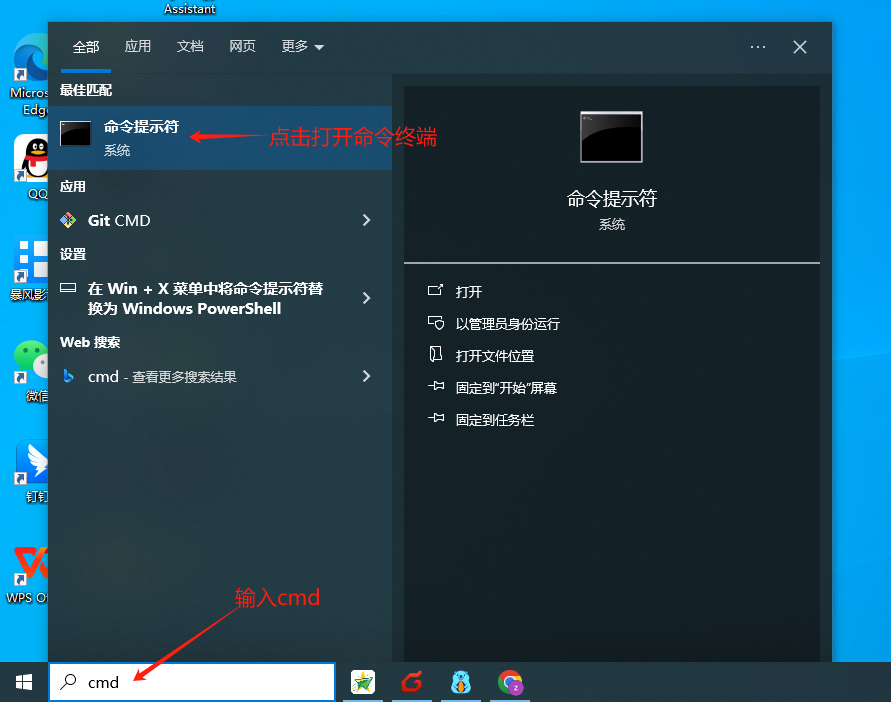 Assistant
全部
应用
文档
网页
更多
最佳匹配
命令提示符
系统
点击打开命令终端
应用
Git CMD
设置
在 Win + X 菜单中将命令提示符替
换为 Windows PowerShell
Web 搜索
cmd - 查看更多搜索结果
命令提示符
系统
打开
以管理员身份运行
打开文件位置
固定到“开始”屏幕
固定到任务栏
Micros
Edge
QQ
暴风影
微信
钉钉
WPS O
输入cmd
cmd
z